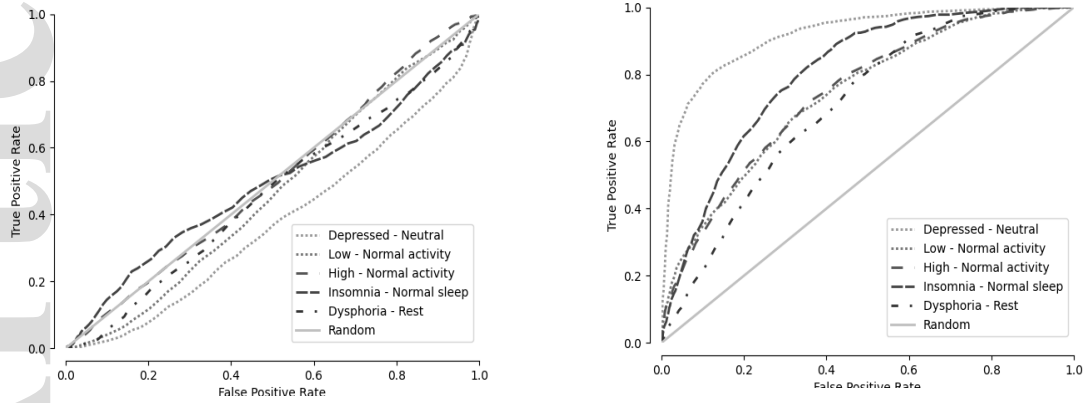 1.0
0.8
0.6
0.4
0.2
0.0
True Positive Rate
0.0 0.2 0.4 0.6 0.8 1.0
False Positive Rate
Depressed - Neutral
Low - Normal activity
High - Normal activity
Insomnia - Normal sleep
Dysphoria - Rest
Random
1.0
0.8
0.6
0.4
0.2
0.0
True Positive Rate
0.0 0.2 0.4 0.6 0.8 1.0
False Positive Rate
Depressed - Neutral
Low - Normal activity
High - Normal activity
Insomnia - Normal sleep
Dysphoria - Rest
Random